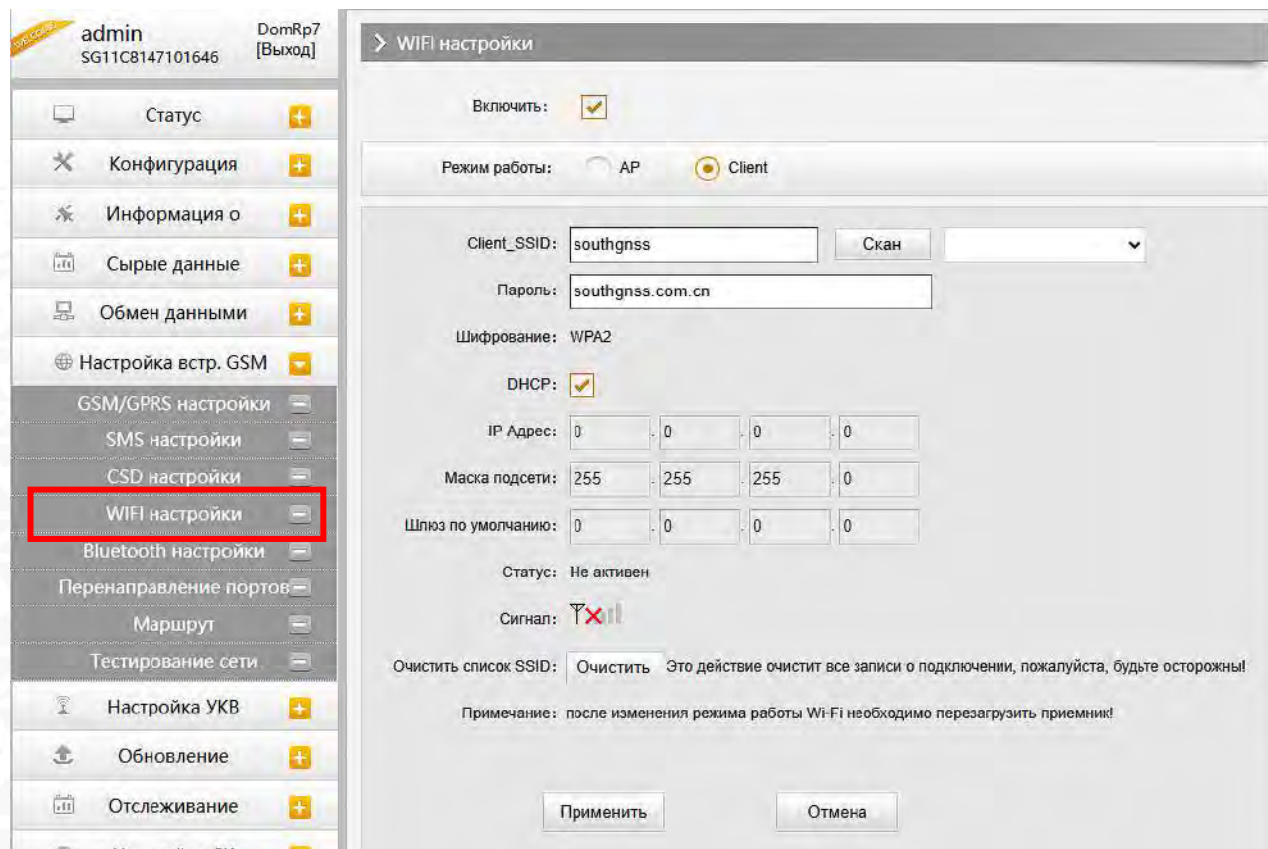 welcome
admin DomRp7
SG11C8147101646 [Выход]
Статус
Конфигурация
Информация о
Сырые данные
Обмен данными
Настройка встр. GSM
GSM/GPRS настройки
SMS настройки
CSD настройки
WIFI настройки
Bluetooth настройки
Перенаправление портов
Маршрут
Тестирование сети
Настройка УКВ
Обновление
Отслеживание
WIFI настройки
Включить:
Режим работы: AP Client
Client_SSID: southgnss Скан
Пароль: southgnss.com.cn
Шифрование: WPA2
DHCP:
IP Адрес: 0 . 0 . 0 . 0
Маска подсети: 255 . 255 . 255 . 0
Шлюз по умолчанию: 0 . 0 . 0 . 0
Статус: Не активен
Сигнал:
Очистить список SSID: Очистить Это действие очистит все записи о подключении, пожалуйста, будьте осторожны!
Примечание: после изменения режима работы Wi-Fi необходимо перезагрузить приемник!
Применить Отмена